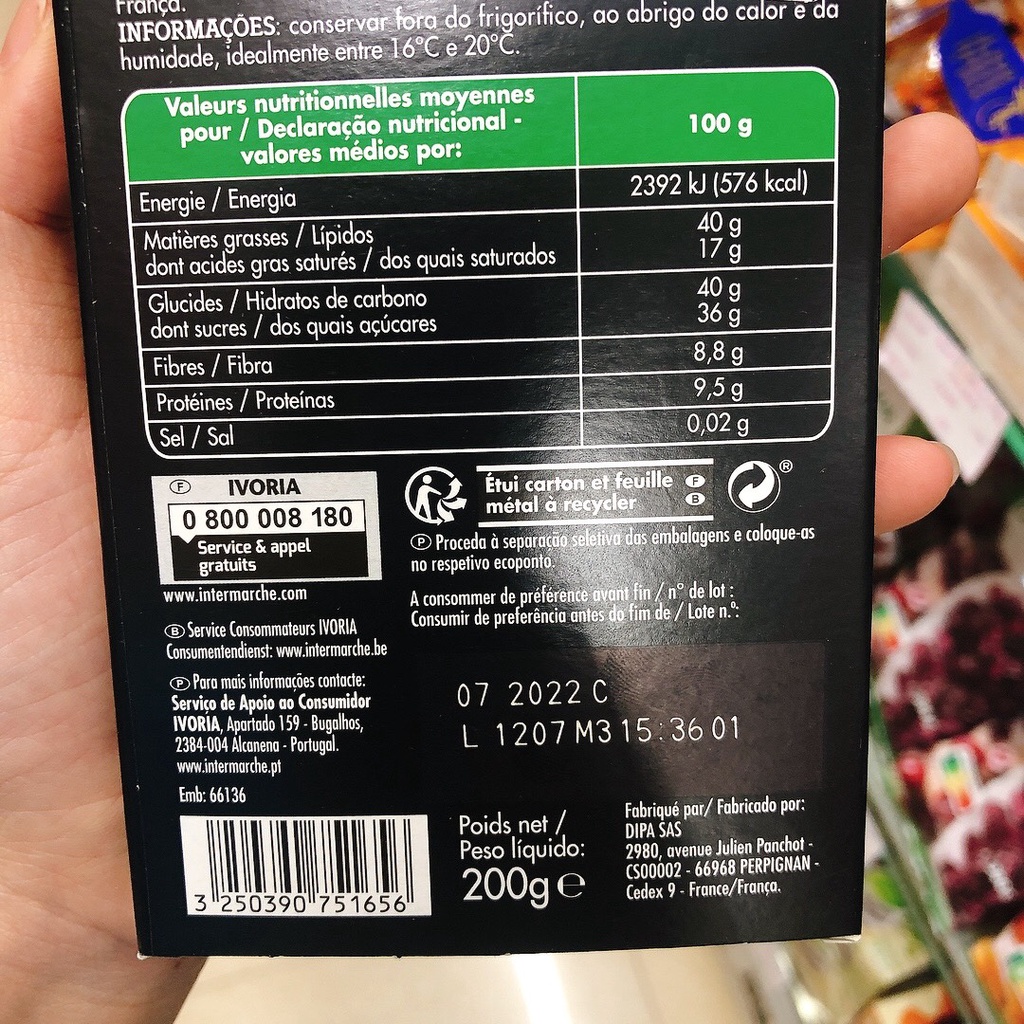 França.
INFORMAÇÕES: conservar fora do frigorífico, ao abrigo do calor e da
humidade, idealmente entre 16°C e 20°C.
Valeurs nutritionnelles moyennes
pour / Declaração nutricional -
valores médios por:
100 g
Energie / Energia
2392 kJ (576 kcal)
Matières grasses / Lípidos
40 g
dont acides gras saturés / dos quais saturados
17 g
Glucides / Hidratos de carbono
40 g
dont sucres / dos quais açúcares
36 g
Fibres / Fibra
8,8 g
Protéines / Proteínas
9,5 g
Sel / Sal
0,02 g
F IVORIA
0 800 008 180
Service & appel
gratuits
www.intermarche.com
B Service Consommateurs IVORIA
Consumentendienst: www.intermarche.be
P Para mais informações contacte:
Serviço de Apoio ao Consumidor
IVORIA, Apartado 159 - Bugalhos,
2384-004 Alcanena - Portugal.
www.intermarche.pt
Emb: 66136
3 250390 751656
Étui carton et feuille F
métal à recycler B
®
P Proceda à separação seletiva das embalagens e coloque-as
no respetivo ecoponto.
A consommer de préférence avant fin / n° de lot :
Consumir de preferência antes do fim de / Lote n.º:
07 2022 C
L 1207 M3 15:36 01
Poids net /
Peso líquido:
200g e
Fabriqué par/ Fabricado por:
DIPA SAS
2980, avenue Julien Panchot -
CS00002 - 66968 PERPIGNAN -
Cedex 9 - France/França.